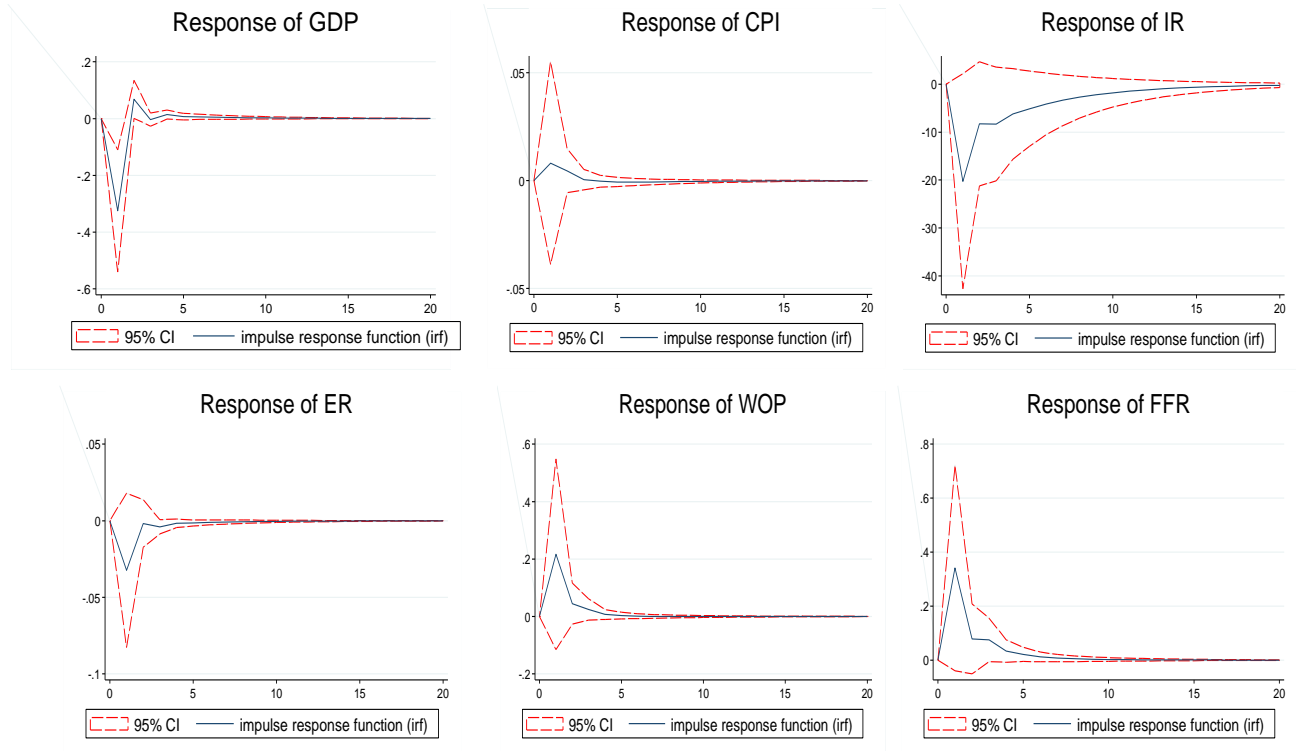 Response of GDP
.2
0
-.2
-.4
-.6
0 5 10 15 20
95% CI impulse response function (irf)
Response of CPI
.05
0
-.05
0 5 10 15 20
95% CI impulse response function (irf)
Response of IR
0
-10
-20
-30
-40
0 5 10 15 20
95% CI impulse response function (irf)
Response of ER
.05
0
-.05
-.1
0 5 10 15 20
95% CI impulse response function (irf)
Response of WOP
.6
.4
.2
0
-.2
0 5 10 15 20
95% CI impulse response function (irf)
Response of FFR
.8
.6
.4
.2
0
0 5 10 15 20
95% CI impulse response function (irf)